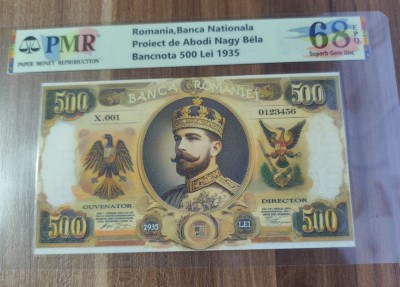 PMR
PAPER MONEY REPRODUCTION
Romania,Banca Nationala
Proiect de Abodi Nagy Béla
Bancnota 500 Lei 1935
68 EPQ
Superb Gem Unc
500 BANCA ROMANIEI 500
X.001 0123456
GUVENATOR DIRECTOR
500 1935 LEI 500